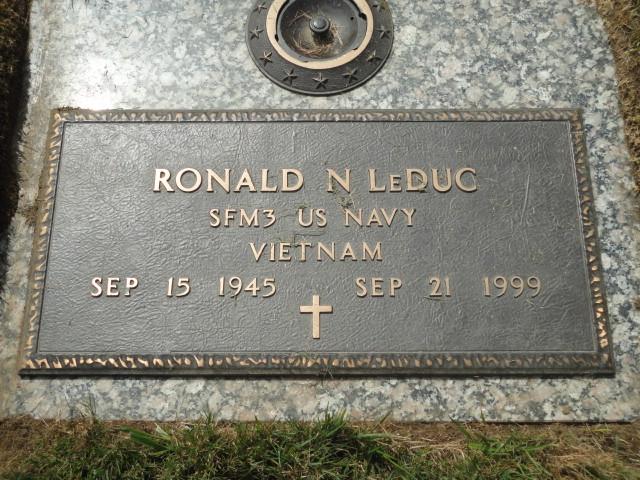 RONALD N LEDUC
SFM3 US NAVY
VIETNAM
SEP 15 1945 SEP 21 1999